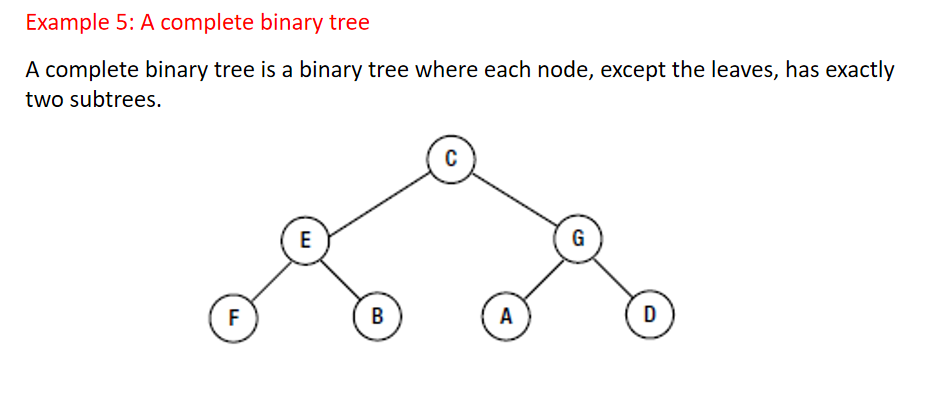 Example 5: A complete binary tree
A complete binary tree is a binary tree where each node, except the leaves, has exactly
two subtrees.
C
E
G
F
B
A
D